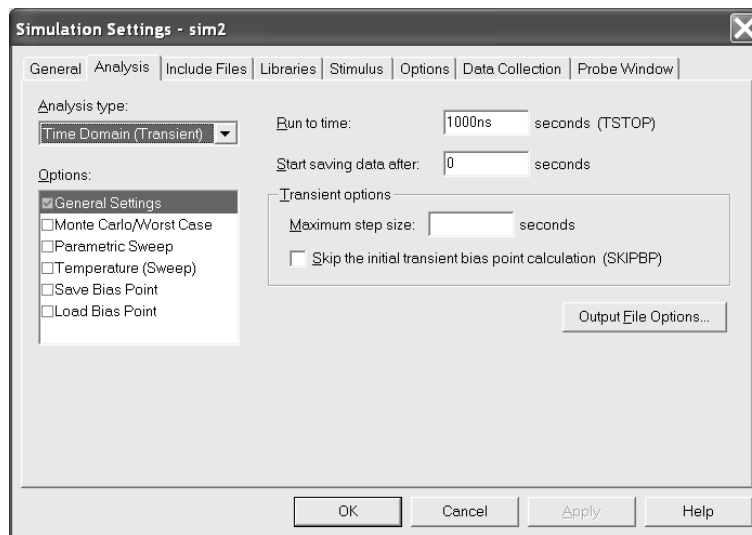 Simulation Settings - sim2
General Analysis Include Files Libraries Stimulus Options Data Collection Probe Window
Analysis type:
Time Domain (Transient)
Options:
General Settings
Monte Carlo/Worst Case
Parametric Sweep
Temperature (Sweep)
Save Bias Point
Load Bias Point
Run to time: 1000ns seconds (TSTOP)
Start saving data after: 0 seconds
Transient options
Maximum step size: seconds
Skip the initial transient bias point calculation (SKIPBP)
Output File Options...
OK Cancel Apply Help